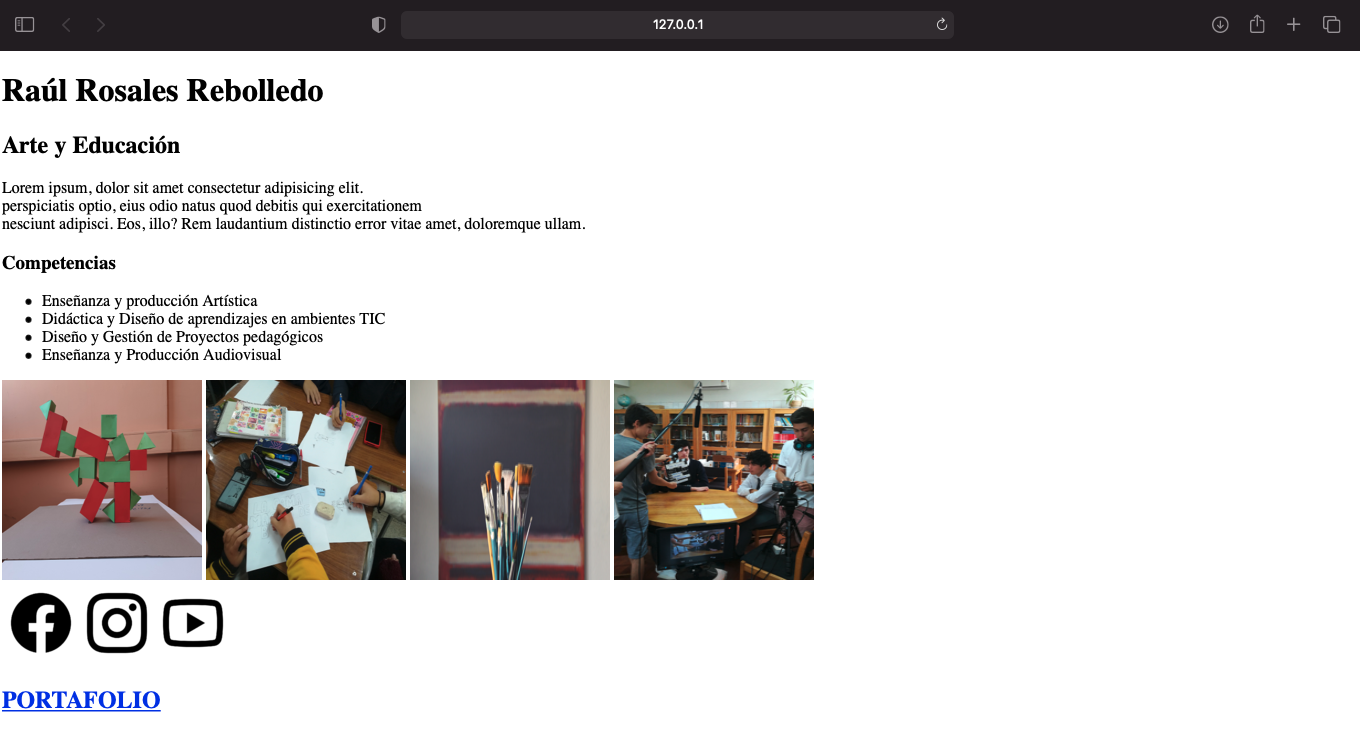 127.0.0.1
Raúl Rosales Rebolledo
Arte y Educación
Lorem ipsum, dolor sit amet consectetur adipisicing elit.
perspiciatis optio, eius odio natus quod debitis qui exercitationem
nesciunt adipisci. Eos, illo? Rem laudantium distinctio error vitae amet, doloremque ullam.
Competencias
Enseñanza y producción Artística
Didáctica y Diseño de aprendizajes en ambientes TIC
Diseño y Gestión de Proyectos pedagógicos
Enseñanza y Producción Audiovisual
PORTAFOLIO